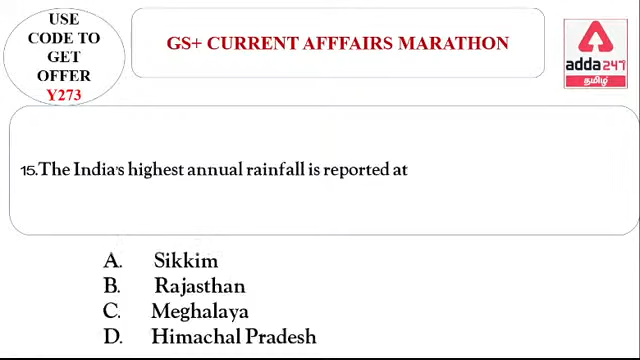 USE
CODE TO
GET
OFFER
Y273
GS+ CURRENT AFFFAIRS MARATHON
adda247
தமிழ்
15.The India's highest annual rainfall is reported at
A. Sikkim
B. Rajasthan
C. Meghalaya
D. Himachal Pradesh